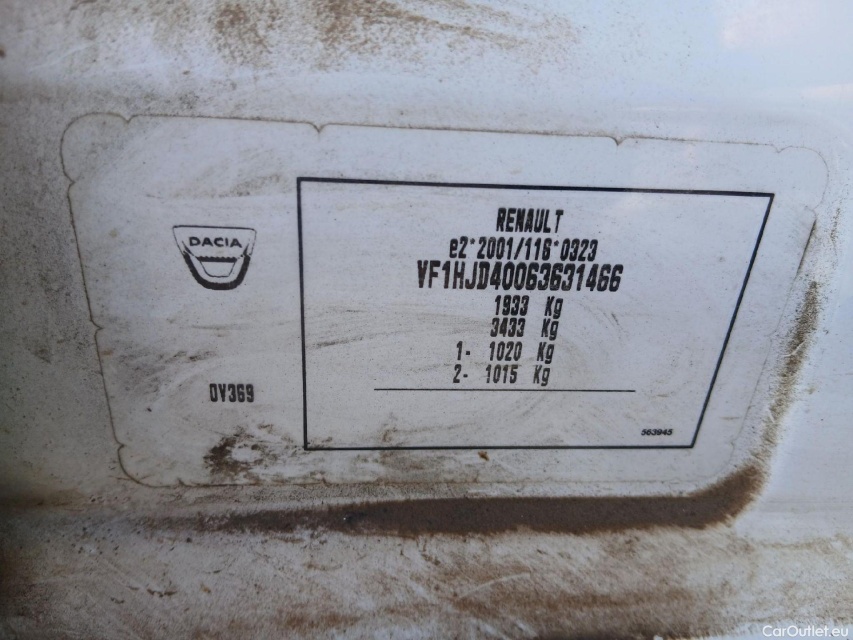 DACIA
RENAULT
e2*2001/116*0323
VF1HJD40063631466
1933 Kg
3433 Kg
1- 1020 Kg
2- 1015 Kg
0V369
563945
CarOutlet.eu